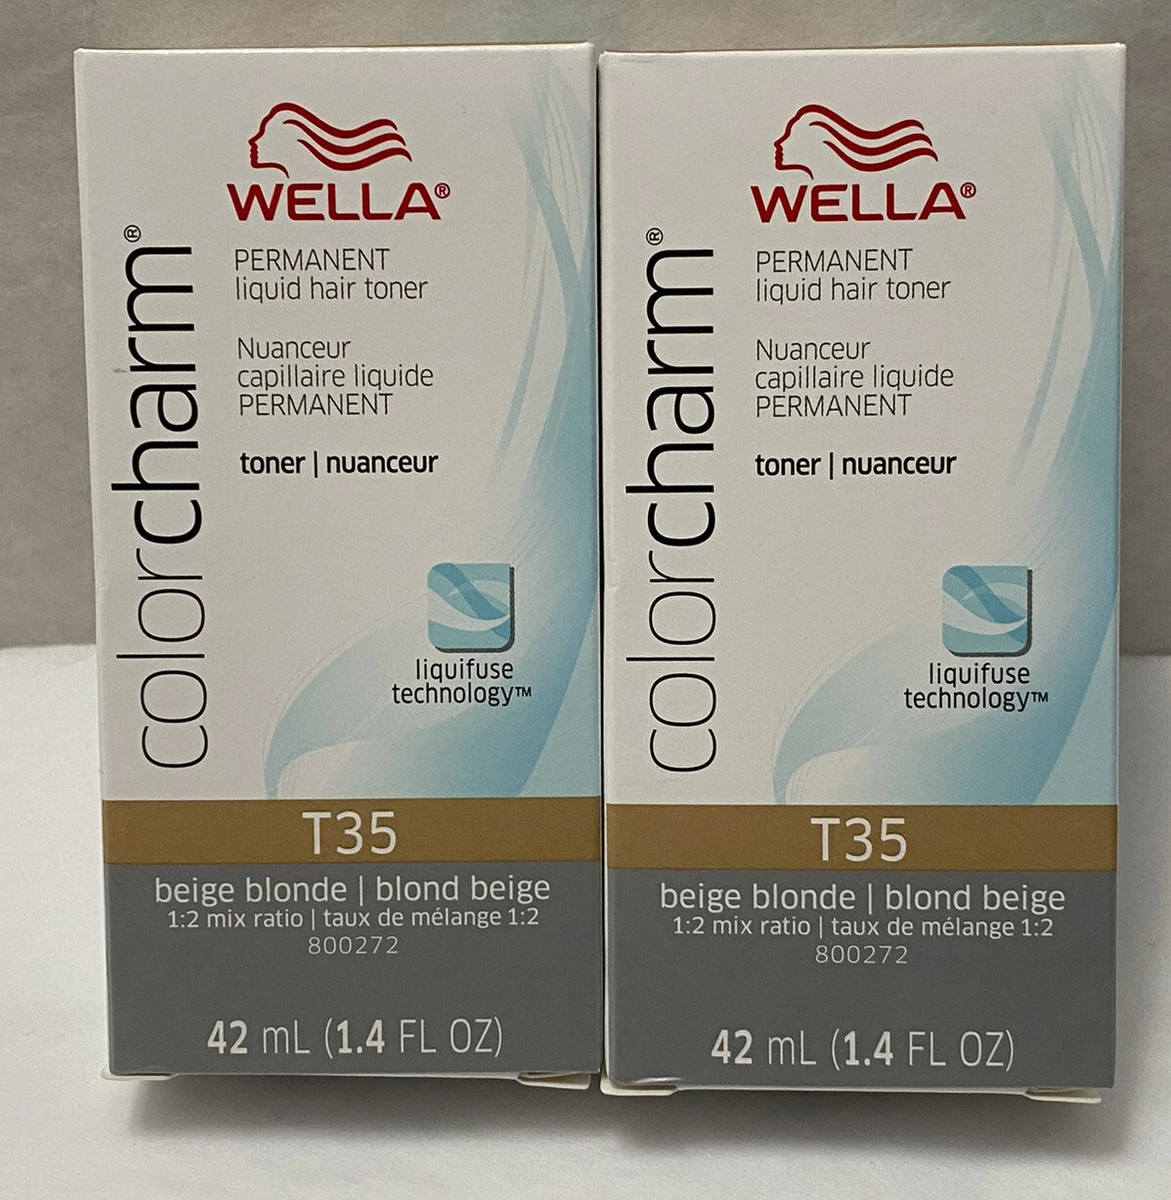 WELLA®
colorcharm®
PERMANENT
liquid hair toner
Nuanceur
capillaire liquide
PERMANENT
toner | nuanceur
liquifuse
technology™
T35
beige blonde | blond beige
1:2 mix ratio | taux de mélange 1:2
800272
42 mL (1.4 FL OZ)
WELLA®
colorcharm®
PERMANENT
liquid hair toner
Nuanceur
capillaire liquide
PERMANENT
toner | nuanceur
liquifuse
technology™
T35
beige blonde | blond beige
1:2 mix ratio | taux de mélange 1:2
800272
42 mL (1.4 FL OZ)